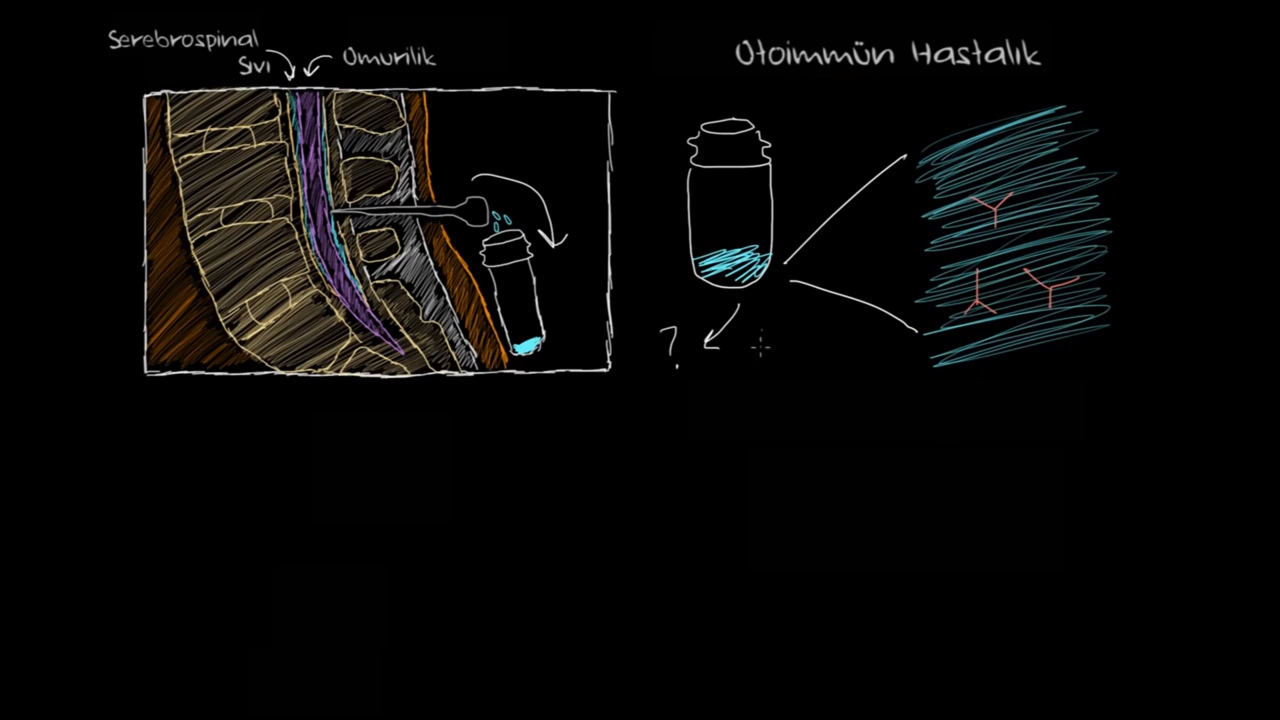 Serebrospinal
Sıvı
Omurilik
Otoimmün Hastalık
?